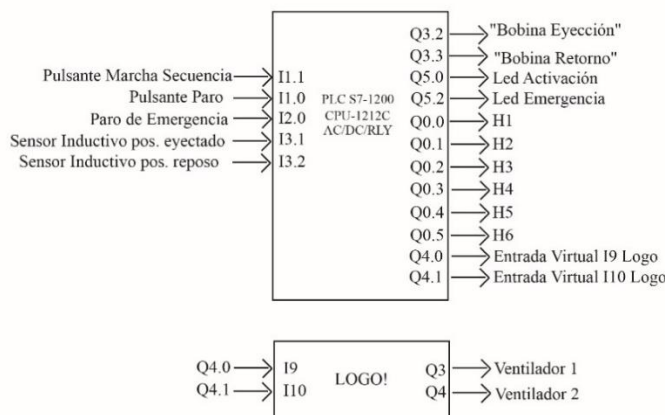 Q3.2 "Bobina Eyección"
Q3.3 "Bobina Retorno"
Pulsante Marcha Secuencia I1.1 Q5.0 Led Activación
Pulsante Paro I1.0 PLC S7-1200 Q5.2 Led Emergencia
Paro de Emergencia I2.0 CPU-1212C Q0.0 H1
Sensor Inductivo pos. eyectado I3.1 AC/DC/RLY Q0.1 H2
Sensor Inductivo pos. reposo I3.2 Q0.2 H3
Q0.3 H4
Q0.4 H5
Q0.5 H6
Q4.0 Entrada Virtual I9 Logo
Q4.1 Entrada Virtual I10 Logo
Q4.0 I9 LOGO! Q3 Ventilador 1
Q4.1 I10 Q4 Ventilador 2